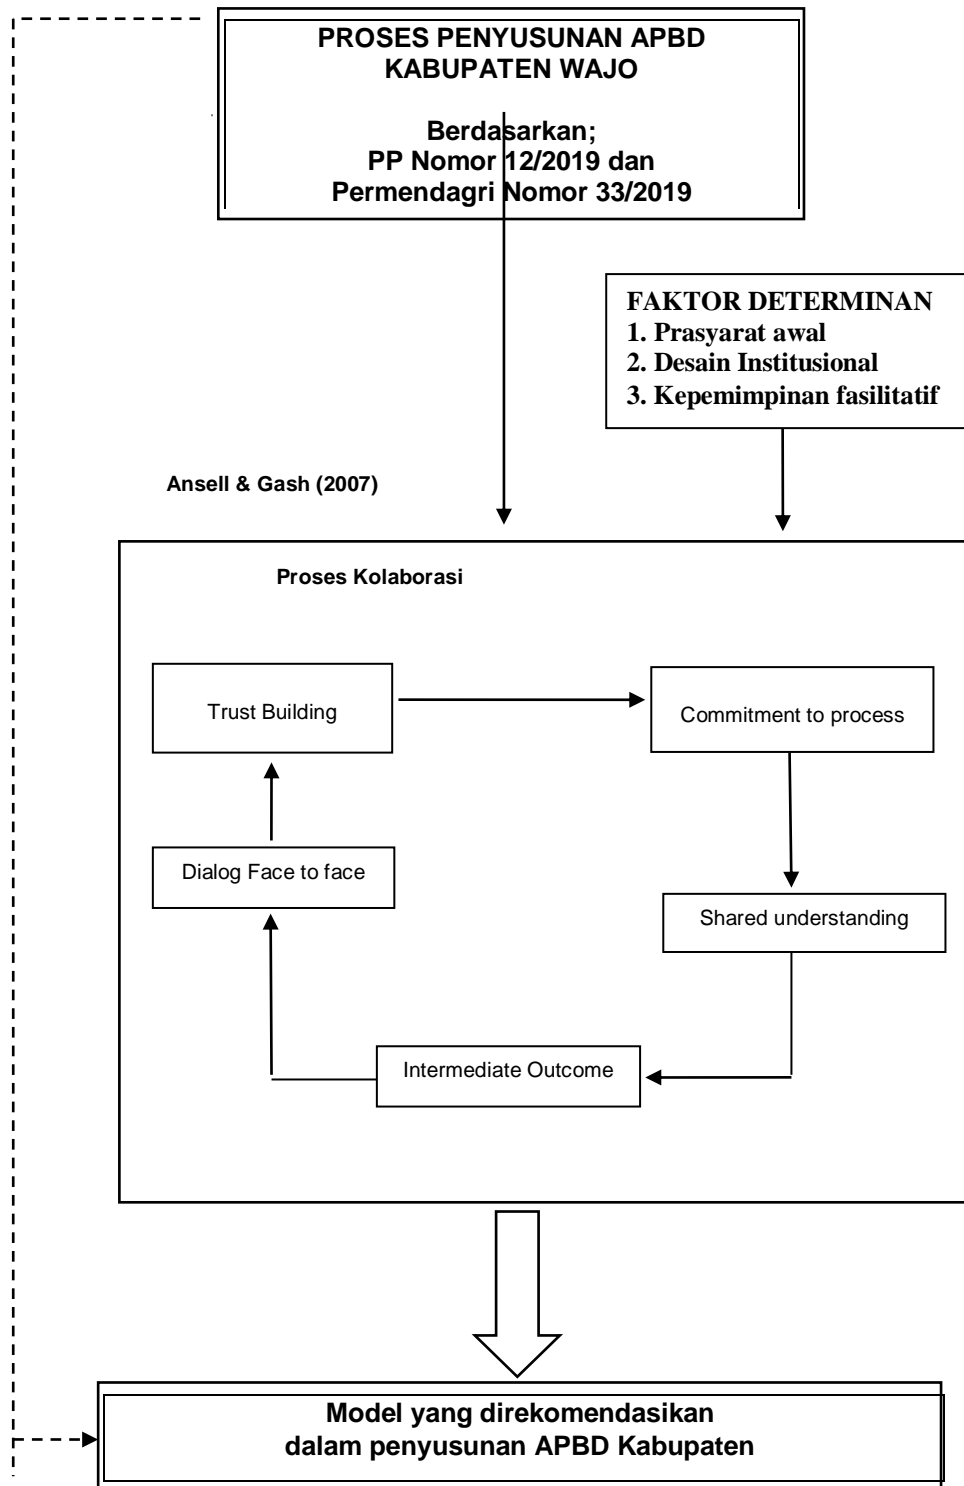 PROSES PENYUSUNAN APBD
KABUPATEN WAJO
Berdasarkan;
PP Nomor 12/2019 dan
Permendagri Nomor 33/2019
FAKTOR DETERMINAN
1. Prasyarat awal
2. Desain Institusional
3. Kepemimpinan fasilitatif
Ansell & Gash (2007)
Proses Kolaborasi
Trust Building
Commitment to process
Dialog Face to face
Shared understanding
Intermediate Outcome
Model yang direkomendasikan
dalam penyusunan APBD Kabupaten